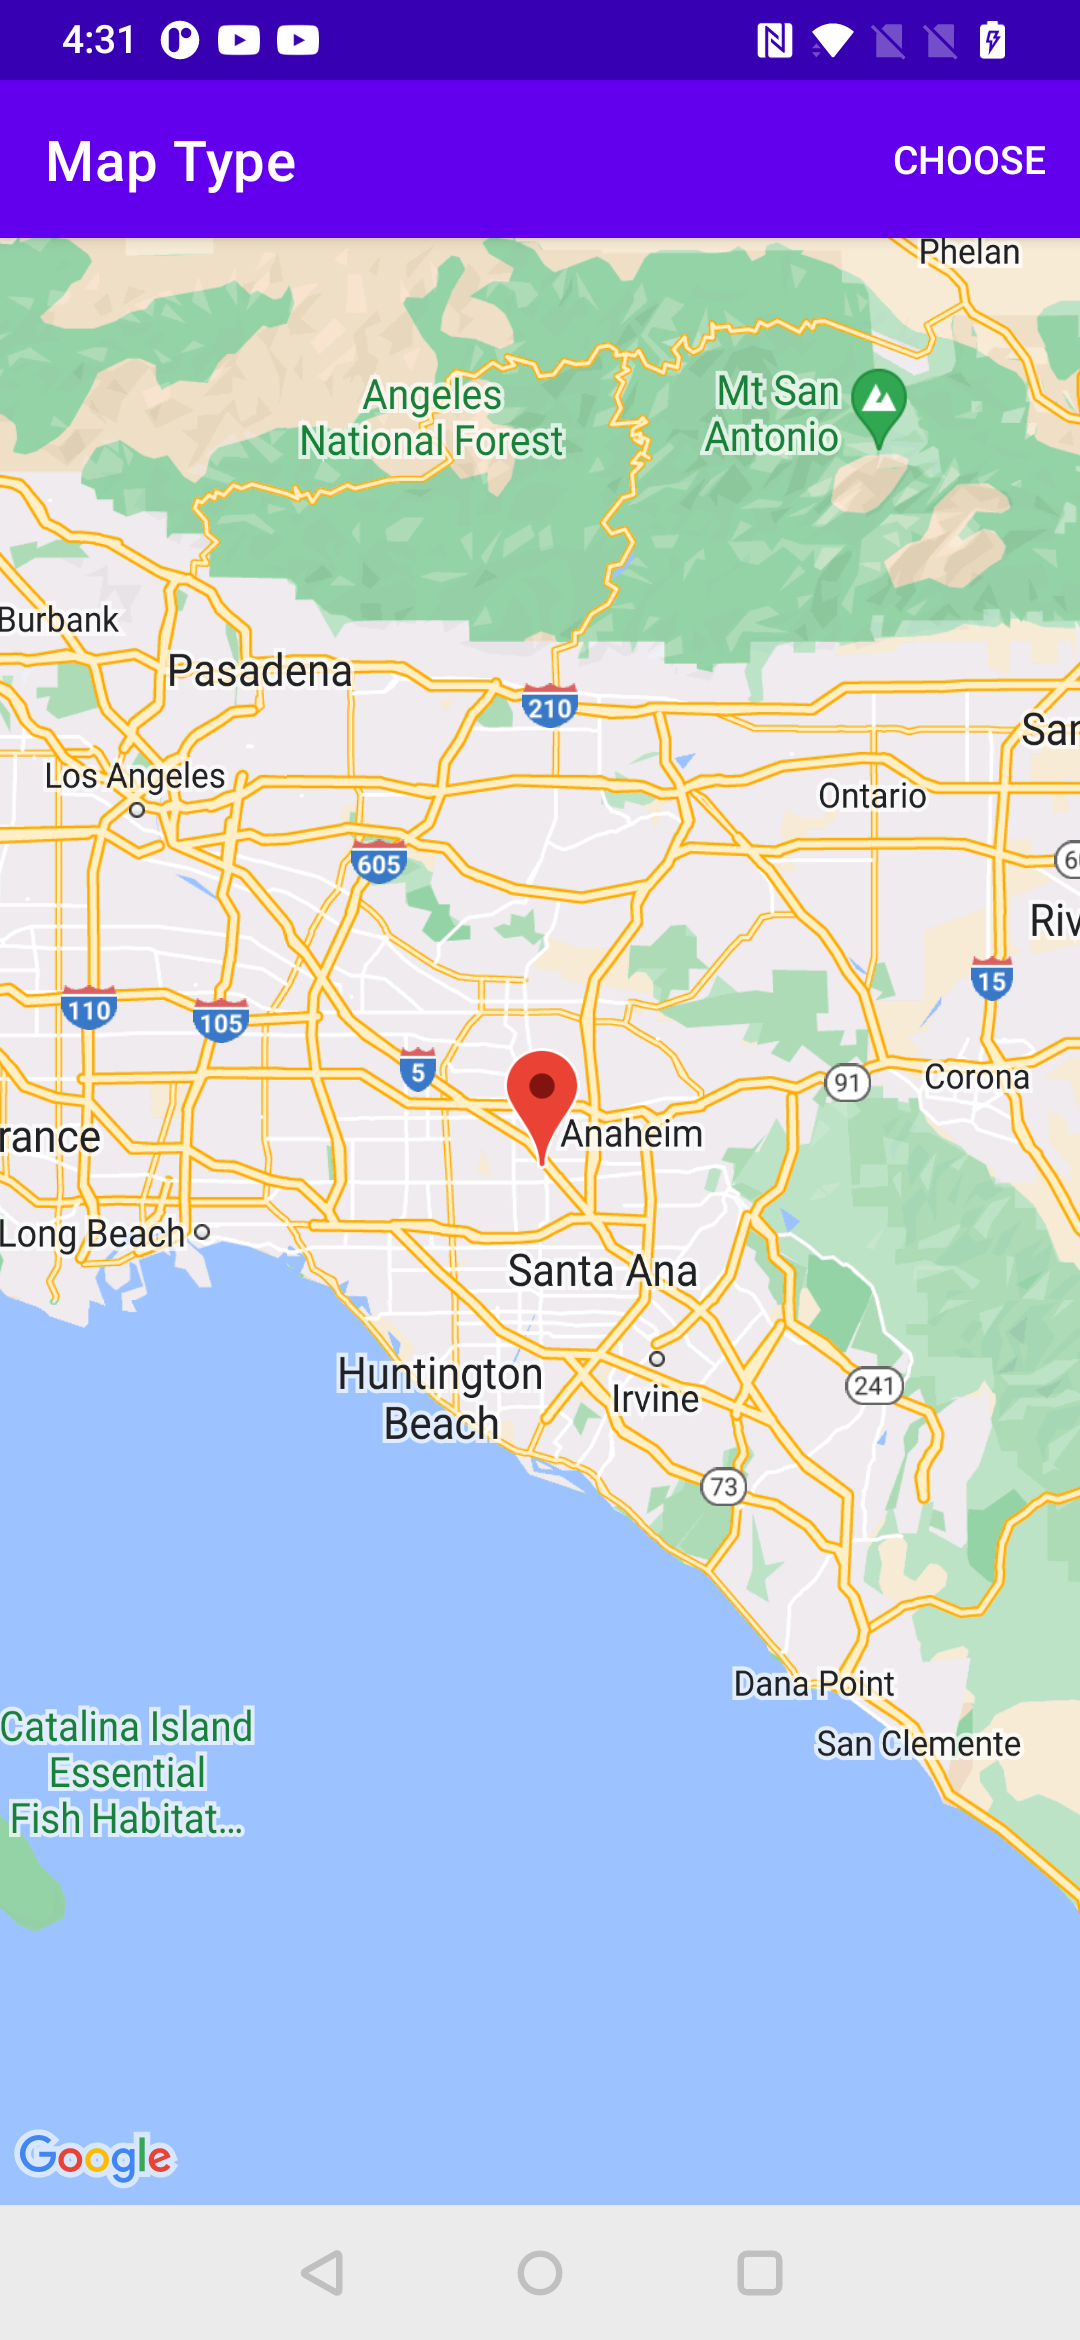 4:31
Map Type
CHOOSE
Phelan
Angeles
National Forest
Mt San
Antonio
Burbank
Pasadena
210
San
Los Angeles
Ontario
605
60
Riv
15
110
105
5
91
Corona
rance
Anaheim
Long Beach
Santa Ana
Huntington
Beach
Irvine
241
73
Dana Point
San Clemente
Catalina Island
Essential
Fish Habitat...
Google